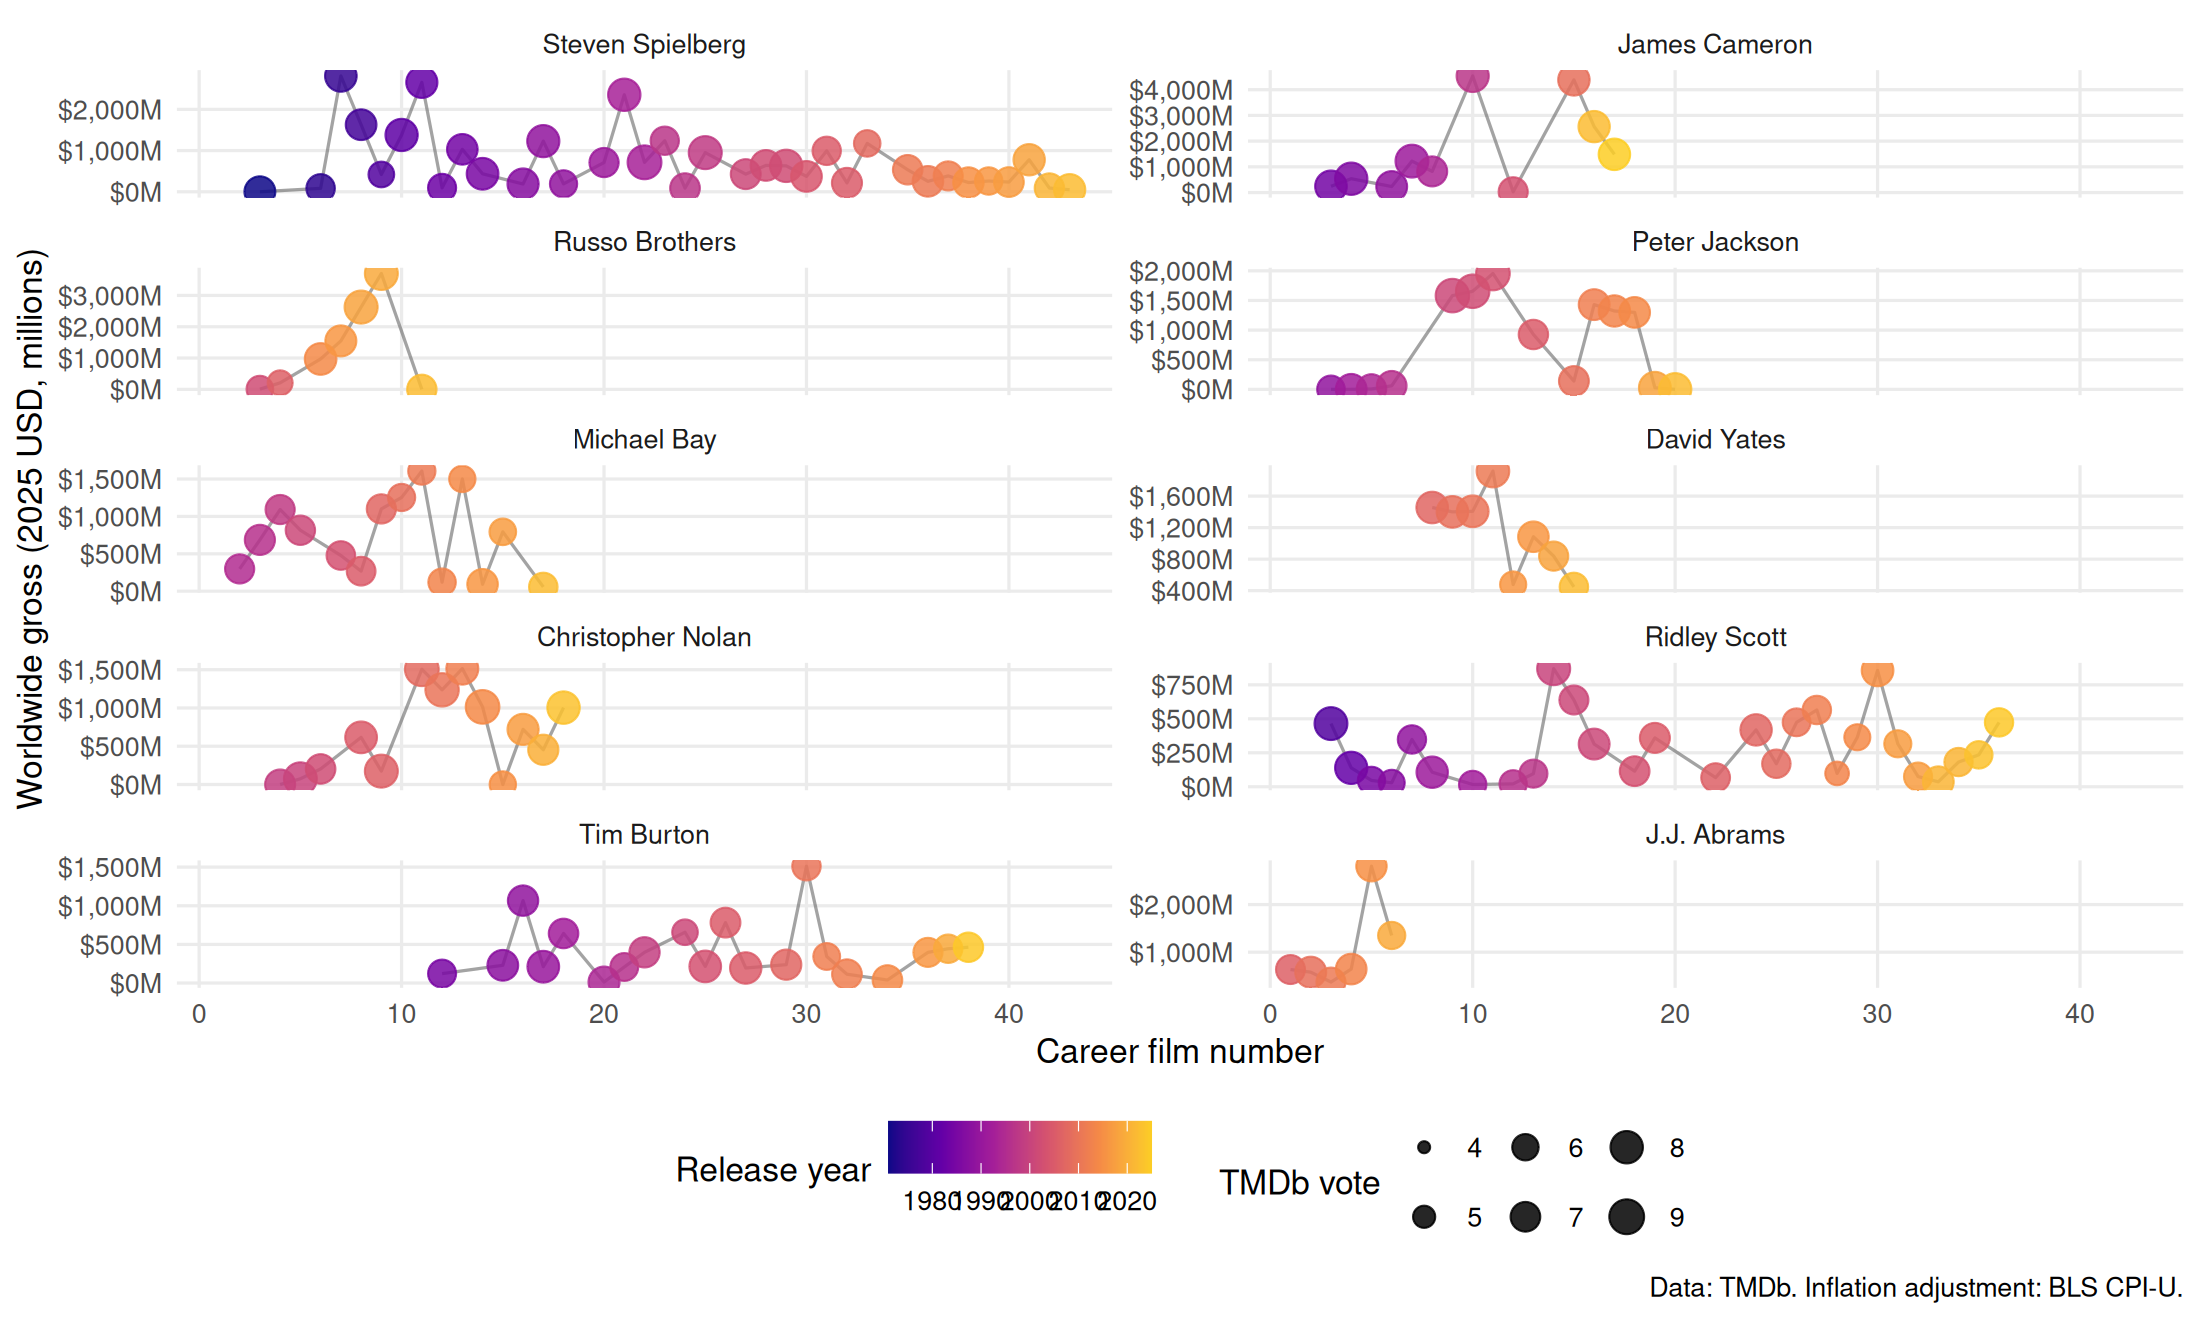 Steven Spielberg
James Cameron
$2,000M
$1,000M
$0M
$4,000M
$3,000M
$2,000M
$1,000M
$0M
Russo Brothers
Peter Jackson
$3,000M
$2,000M
$1,000M
$0M
$2,000M
$1,500M
$1,000M
$500M
$0M
Michael Bay
David Yates
$1,500M
$1,000M
$500M
$0M
$1,600M
$1,200M
$800M
$400M
Christopher Nolan
Ridley Scott
$1,500M
$1,000M
$500M
$0M
$750M
$500M
$250M
$0M
Tim Burton
J.J. Abrams
$1,500M
$1,000M
$500M
$0M
$2,000M
$1,000M
0 10 20 30 40
0 10 20 30 40
Worldwide gross (2025 USD, millions)
Career film number
Release year
1980 1990 2000 2010 2020
TMDb vote
4 6 8
5 7 9
Data: TMDb. Inflation adjustment: BLS CPI-U.